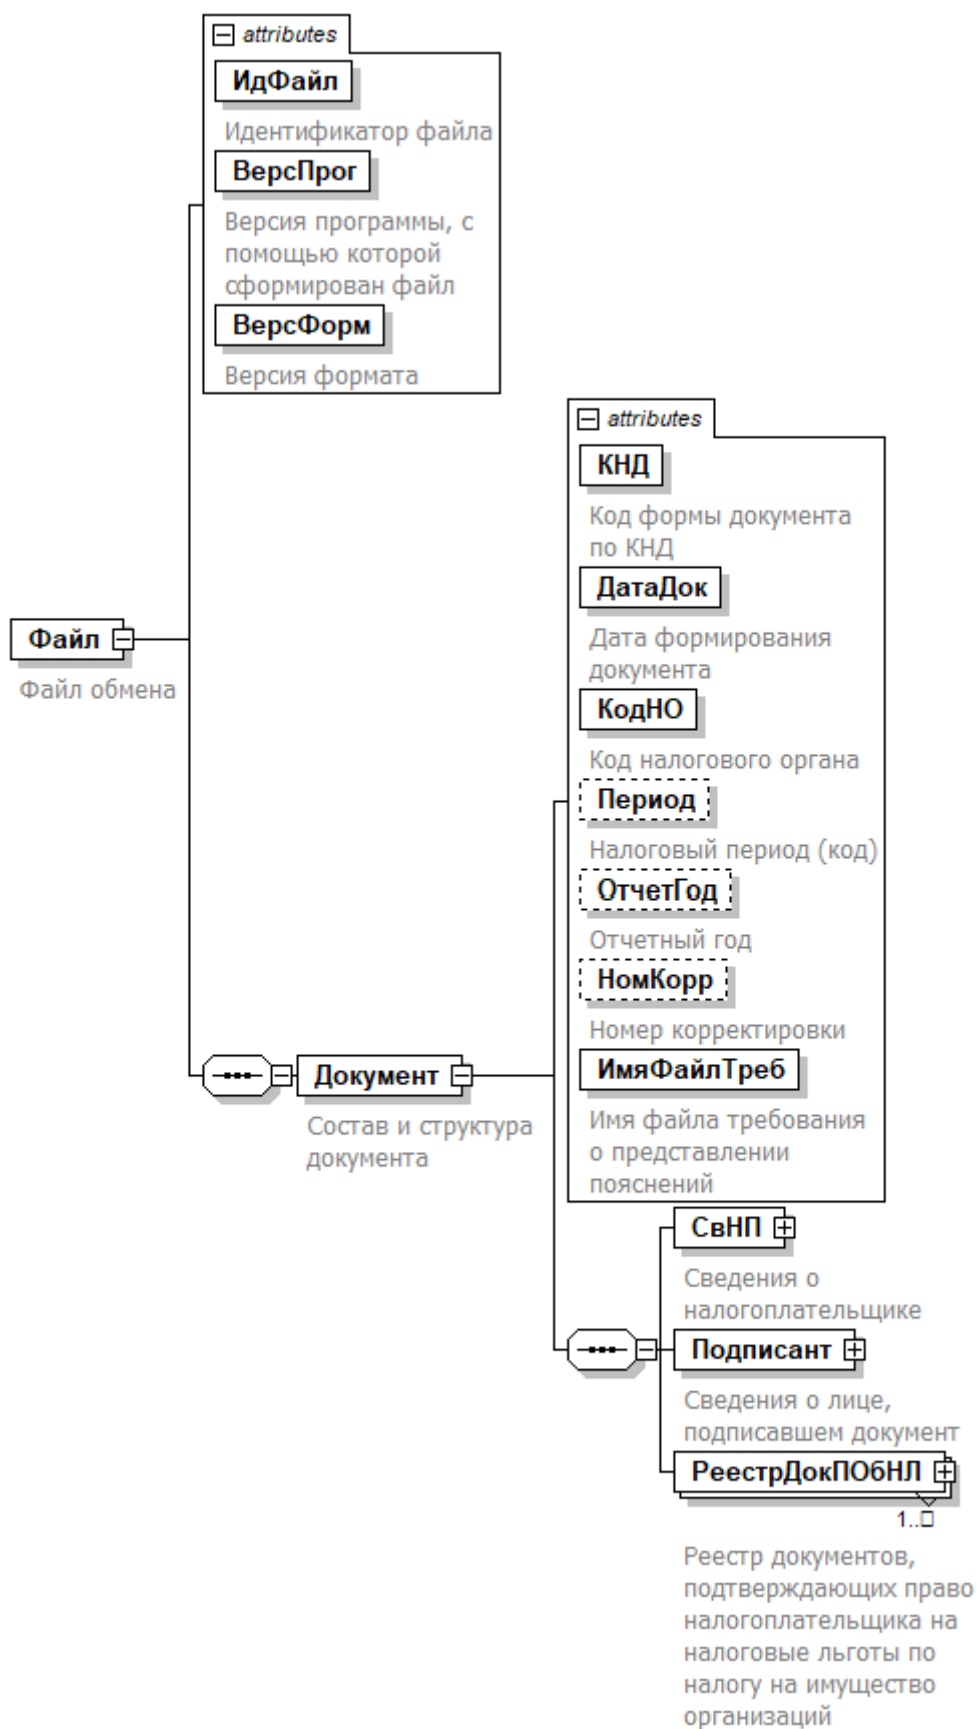 attributes
ИдФайл
Идентификатор файла
ВерсПрог
Версия программы, с
помощью которой
сформирован файл
ВерсФорм
Версия формата
attributes
КНД
Код формы документа
по КНД
ДатаДок
Дата формирования
документа
КодНО
Код налогового органа
Период
Налоговый период (код)
ОтчетГод
Отчетный год
НомКорр
Номер корректировки
ИмяФайлТреб
Имя файла требования
о представлении
пояснений
Файл
Файл обмена
Документ
Состав и структура
документа
СвНП
Сведения о
налогоплательщике
Подписант
Сведения о лице,
подписавшем документ
РеестрДокПОбНЛ
1..□
Реестр документов,
подтверждающих право
налогоплательщика на
налоговые льготы по
налогу на имущество
организаций